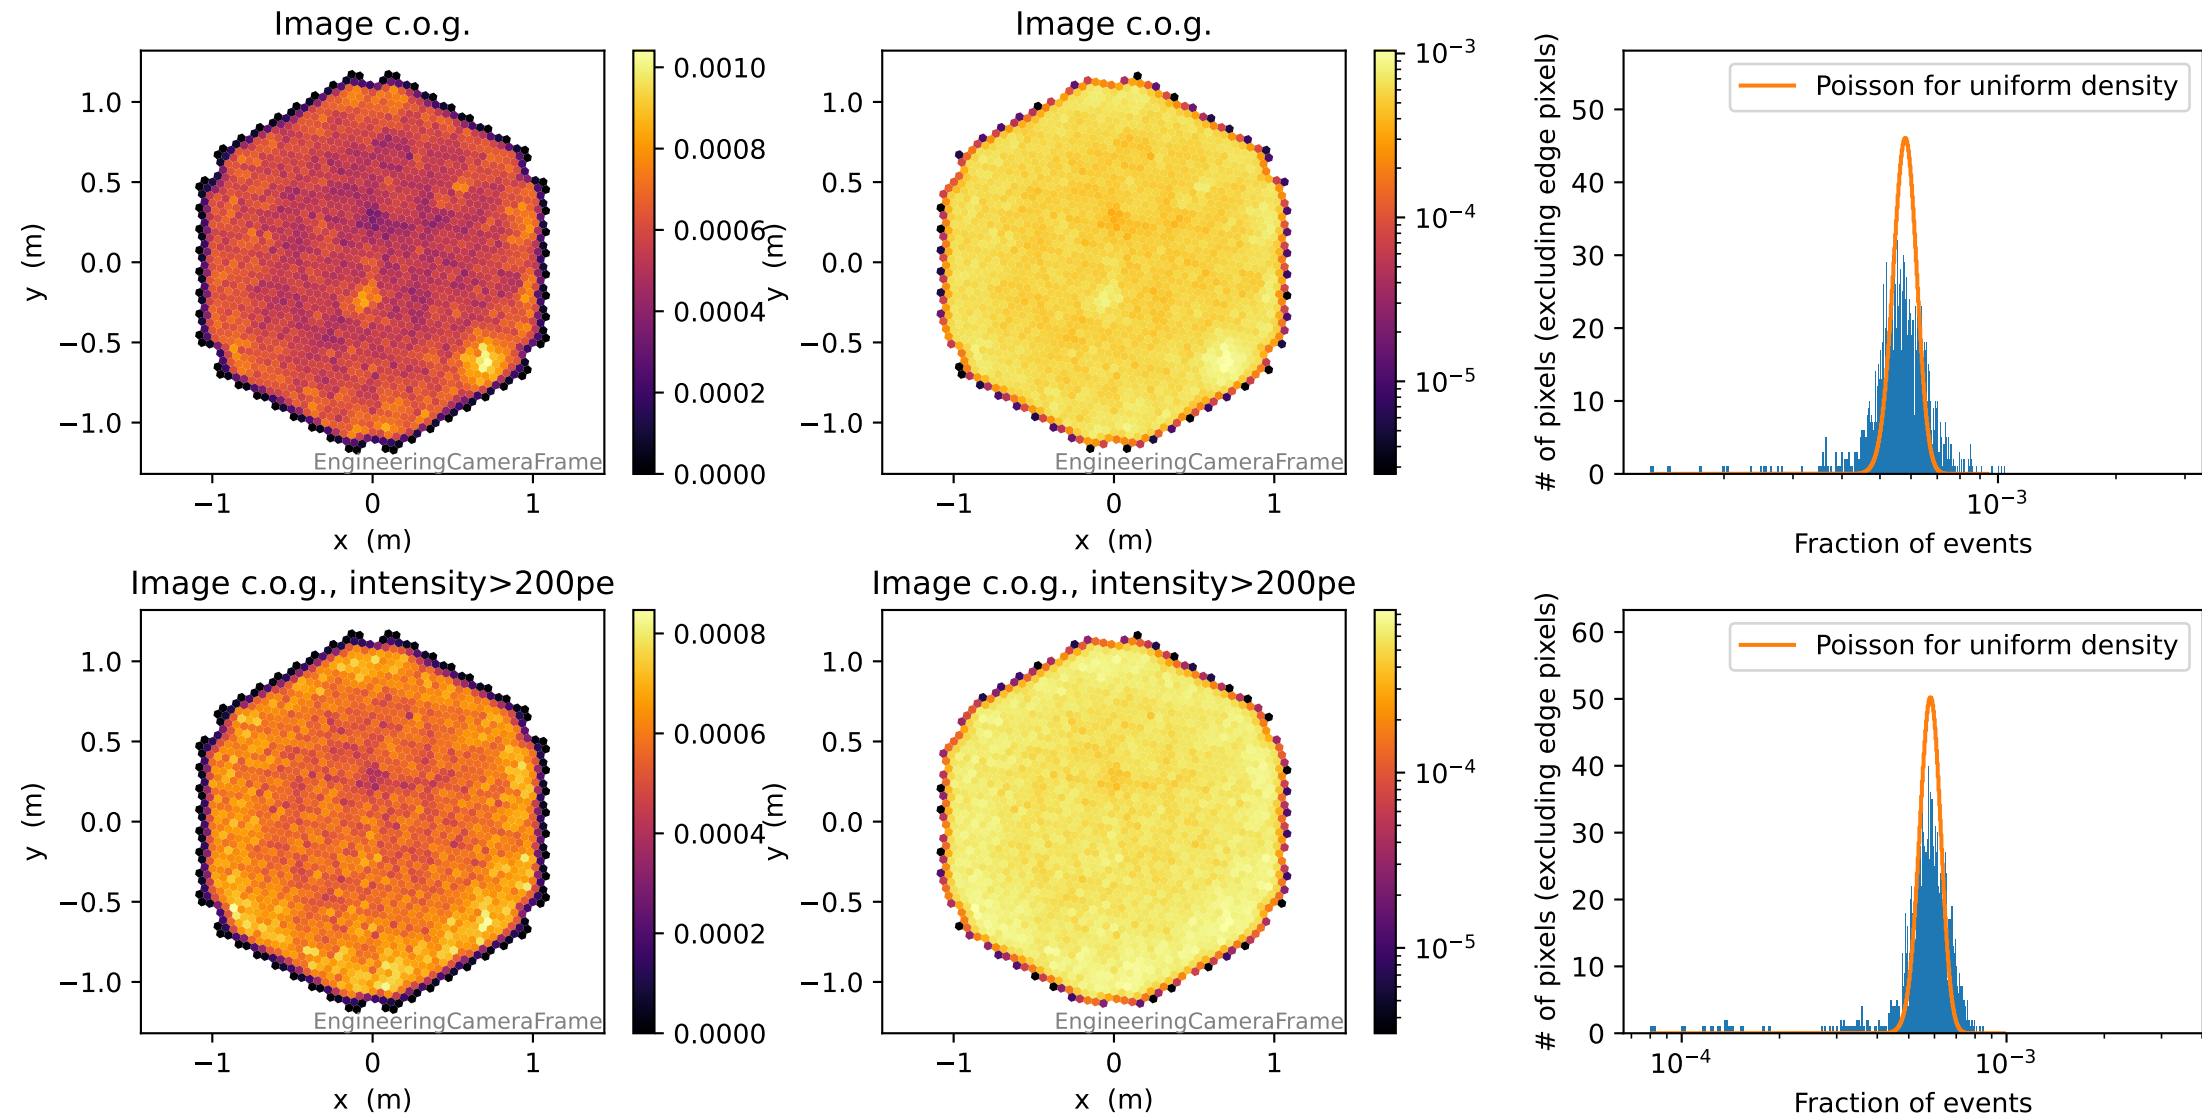 Image c.o.g.
1.0
0.5
0.0
−0.5
−1.0
y (m)
−1
0
1
x (m)
EngineeringCameraFrame
0.0010
0.0008
0.0006
0.0004
0.0002
0.0000
Image c.o.g.
1.0
0.5
0.0
−0.5
−1.0
y (m)
−1
0
1
x (m)
EngineeringCameraFrame
10⁻³
10⁻⁴
10⁻⁵
Poisson for uniform density
50
40
30
20
10
0
# of pixels (excluding edge pixels)
10⁻³
Fraction of events
Image c.o.g., intensity>200pe
1.0
0.5
0.0
−0.5
−1.0
y (m)
−1
0
1
x (m)
EngineeringCameraFrame
0.0008
0.0006
0.0004
0.0002
0.0000
Image c.o.g., intensity>200pe
1.0
0.5
0.0
−0.5
−1.0
y (m)
−1
0
1
x (m)
EngineeringCameraFrame
10⁻⁴
10⁻⁵
Poisson for uniform density
60
50
40
30
20
10
0
# of pixels (excluding edge pixels)
10⁻⁴
10⁻³
Fraction of events